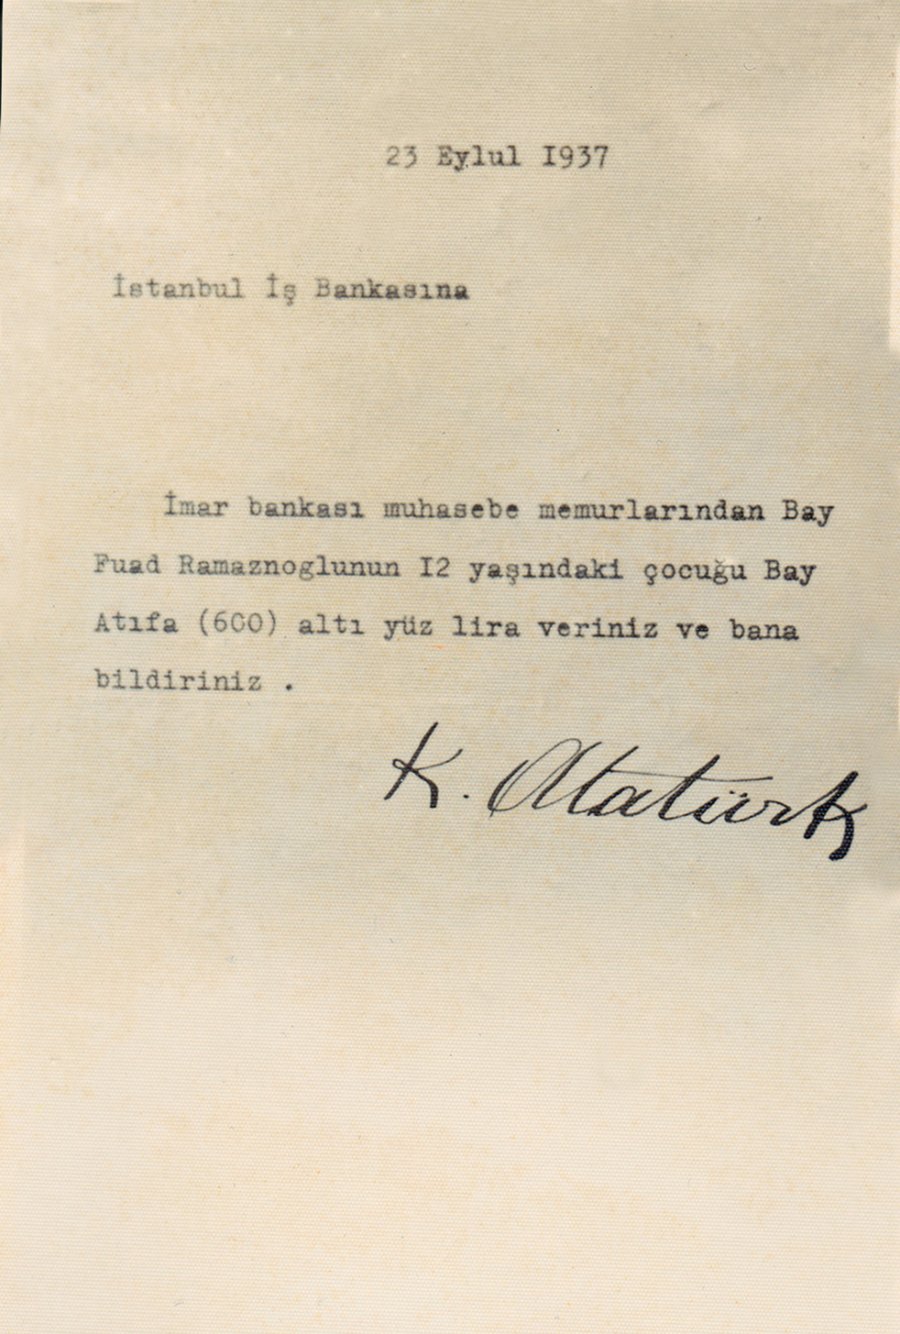 23 Eylul I937
İstanbul İş Bankasına
İmar bankası muhasebe memurlarından Bay
Fuad Ramaznoglunun I2 yaşındaki çocuğu Bay
Atıfa (600) altı yüz lira veriniz ve bana
bildiriniz .
K. Atatürk